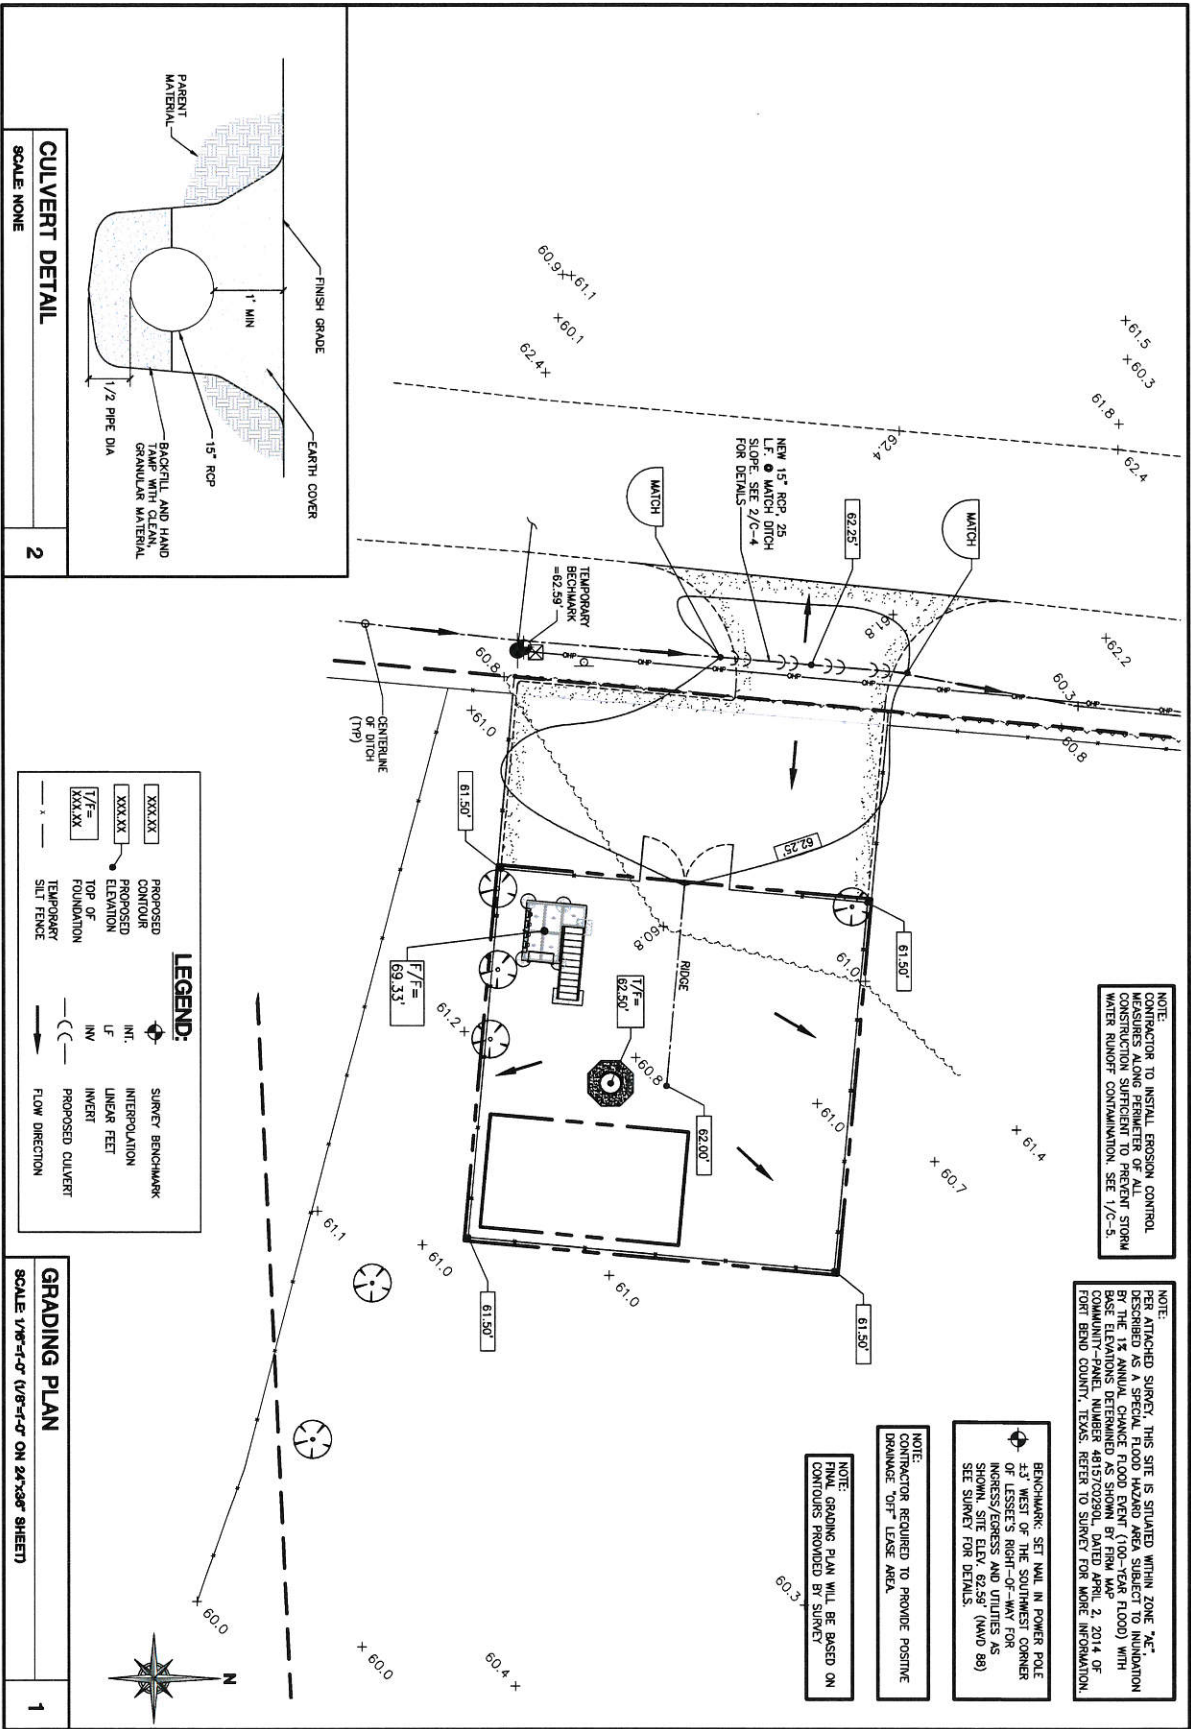 NOTE:
CONTRACTOR TO INSTALL EROSION CONTROL
MEASURES ALONG PERIMETER OF ALL
CONSTRUCTION SUFFICIENT TO PREVENT STORM
WATER RUNOFF CONTAMINATION. SEE 1/C-5.
NOTE:
PER ATTACHED SURVEY, THIS SITE IS SITUATED WITHIN ZONE "AE",
DESCRIBED AS A SPECIAL FLOOD HAZARD AREA SUBJECT TO INUNDATION
BY THE 1% ANNUAL CHANCE FLOOD EVENT (100-YEAR FLOOD) WITH
BASE ELEVATIONS DETERMINED AS SHOWN BY FIRM MAP
COMMUNITY-PANEL NUMBER 48157C0290L, DATED APRIL 2, 2014 OF
FORT BEND COUNTY, TEXAS. REFER TO SURVEY FOR MORE INFORMATION.
BENCHMARK: SET NAIL IN POWER POLE
±3' WEST OF THE SOUTHWEST CORNER
OF LESSEE'S RIGHT-OF-WAY FOR
INGRESS/EGRESS AND UTILITIES AS
SHOWN. SITE ELEV. 62.59' (NAVD 88)
SEE SURVEY FOR DETAILS.
NOTE:
CONTRACTOR REQUIRED TO PROVIDE POSITIVE
DRAINAGE "OFF" LEASE AREA.
NOTE:
FINAL GRADING PLAN WILL BE BASED ON
CONTOURS PROVIDED BY SURVEY
61.5
60.3
61.8
62.4
62.4
60.9
61.1
60.1
62.4
62.2
60.3
60.8
61.8
MATCH
62.25'
NEW 15" RCP, 25
L.F. @ MATCH DITCH
SLOPE. SEE 2/C-4
FOR DETAILS
MATCH
TEMPORARY
BECHMARK
=62.59'
OHP
OHP
OHP
OHP
OHP
OHP
OHP
OHP
60.8
61.0
CENTERLINE
OF DITCH
(TYP)
61.50'
62.25'
61.50'
61.0
60.8
RIDGE
T/F=
62.50'
F/F=
69.33'
61.2
60.8
62.00'
61.0
61.4
60.7
61.50'
61.50'
61.0
61.0
61.1
60.3
60.4
60.0
60.0
N
PARENT
MATERIAL
FINISH GRADE
1' MIN
EARTH COVER
15" RCP
BACKFILL AND HAND
TAMP WITH CLEAN,
GRANULAR MATERIAL
1/2 PIPE DIA
CULVERT DETAIL
SCALE: NONE
2
LEGEND:
XXX.XX PROPOSED
CONTOUR
XXX.XX PROPOSED
ELEVATION
T/F=
XXX.XX TOP OF
FOUNDATION
x TEMPORARY
SILT FENCE
SURVEY BENCHMARK
INT. INTERPOLATION
LF LINEAR FEET
INV INVERT
PROPOSED CULVERT
FLOW DIRECTION
GRADING PLAN
SCALE: 1/16"=1'-0" (1/8"=1'-0" ON 24"x36" SHEET)
1